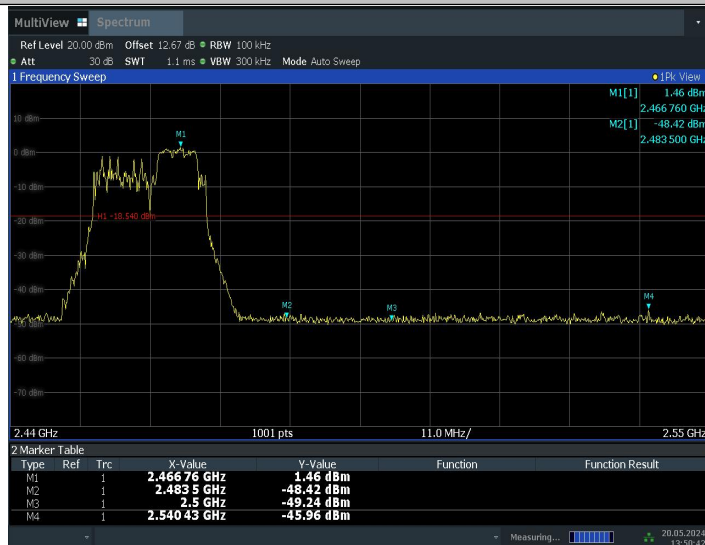 MultiView Spectrum
Ref Level 20.00 dBm Offset 12.67 dB RBW 100 kHz
Att 30 dB SWT 1.1 ms VBW 300 kHz Mode Auto Sweep
1 Frequency Sweep 1Pk View
M1[1] 1.46 dBm
2.466 760 GHz
M2[1] -48.42 dBm
2.483 500 GHz
10 dBm
M1
0 dBm
-10 dBm
H1 -18.540 dBm
-20 dBm
-30 dBm
-40 dBm
M2 M3 M4
-50 dBm
-60 dBm
-70 dBm
2.44 GHz 1001 pts 11.0 MHz/ 2.55 GHz
2 Marker Table
Type Ref Trc X-Value Y-Value Function Function Result
M1 1 2.466 76 GHz 1.46 dBm
M2 1 2.483 5 GHz -48.42 dBm
M3 1 2.5 GHz -49.24 dBm
M4 1 2.540 43 GHz -45.96 dBm
Measuring... 20.05.2024
13:50:42